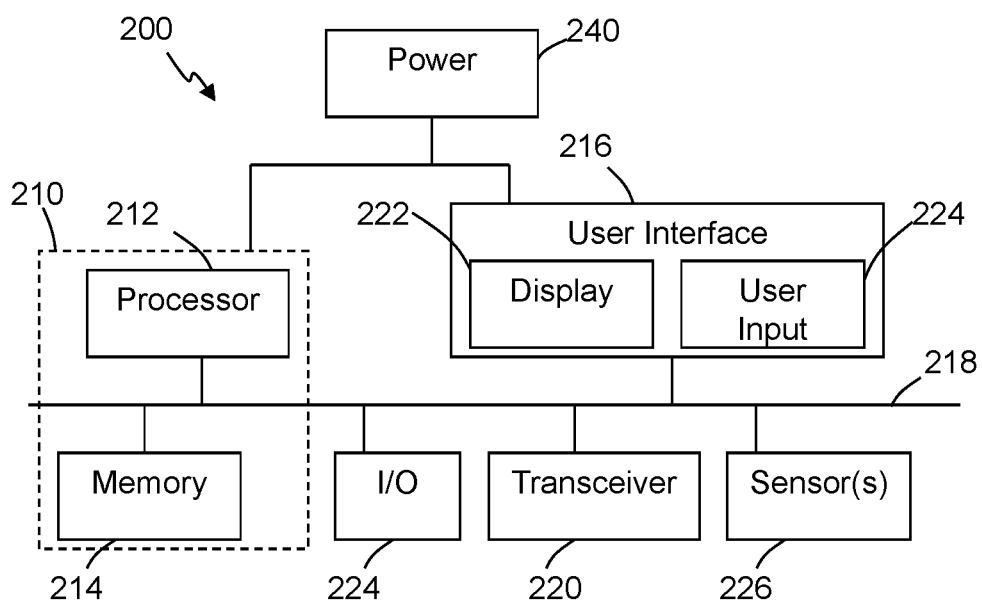 200
Power
240
216
210
212
222
224
User Interface
Processor
Display
User
Input
218
Memory
I/O
Transceiver
Sensor(s)
214
224
220
226